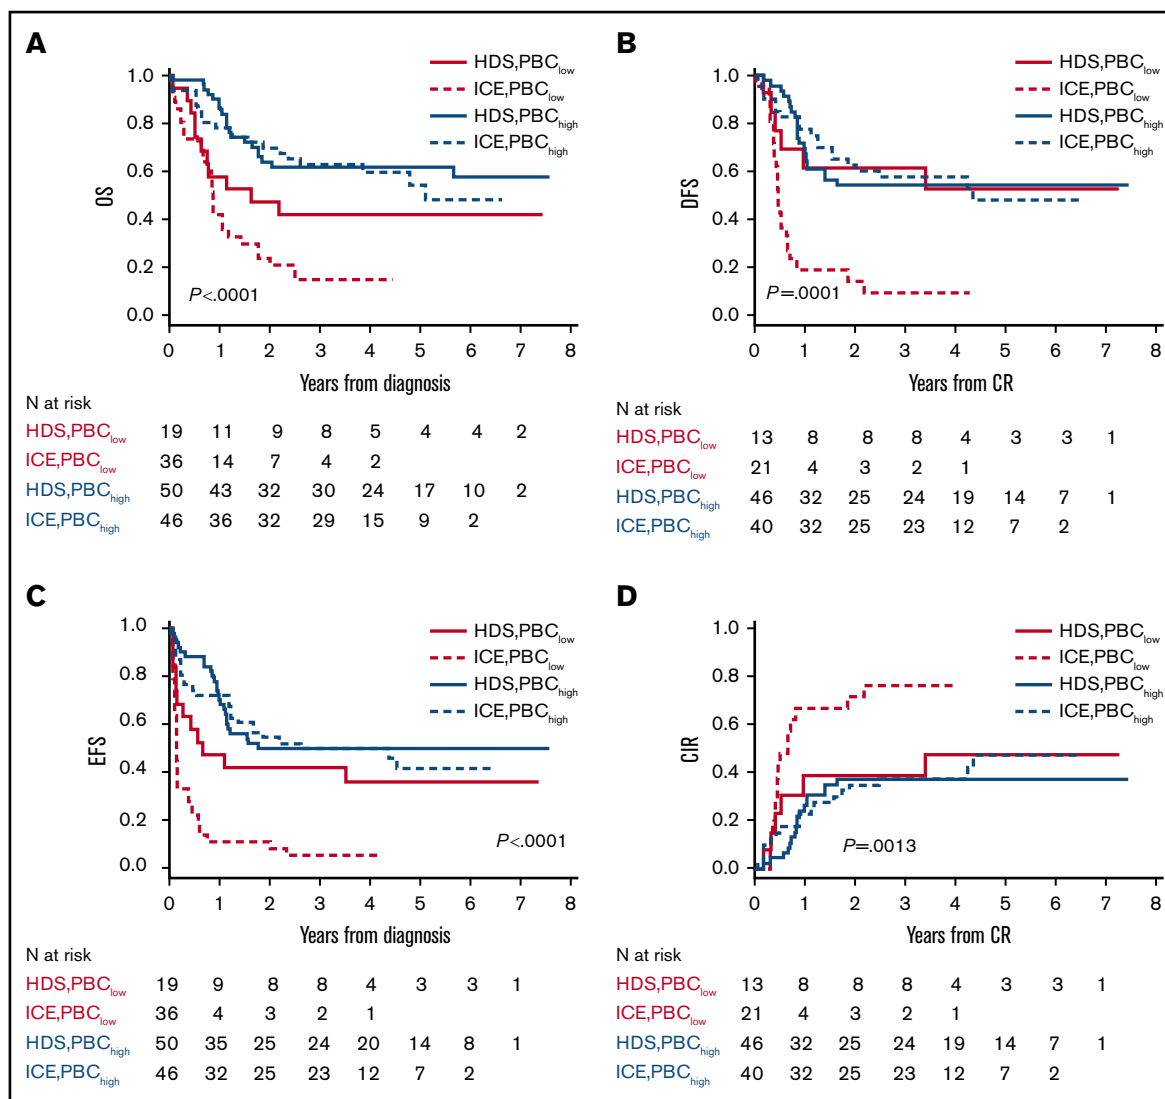 A
HDS,PBClow
ICE,PBClow
HDS,PBChigh
ICE,PBChigh
1.0
0.8
0.6
0.4
0.2
0.0
OS
P<.0001
0 1 2 3 4 5 6 7 8
Years from diagnosis
N at risk
HDS,PBClow 19 11 9 8 5 4 4 2
ICE,PBClow 36 14 7 4 2
HDS,PBChigh 50 43 32 30 24 17 10 2
ICE,PBChigh 46 36 32 29 15 9 2
B
HDS,PBClow
ICE,PBClow
HDS,PBChigh
ICE,PBChigh
1.0
0.8
0.6
0.4
0.2
0.0
DFS
P=.0001
0 1 2 3 4 5 6 7 8
Years from CR
N at risk
HDS,PBClow 13 8 8 8 4 3 3 1
ICE,PBClow 21 4 3 2 1
HDS,PBChigh 46 32 25 24 19 14 7 1
ICE,PBChigh 40 32 25 23 12 7 2
C
HDS,PBClow
ICE,PBClow
HDS,PBChigh
ICE,PBChigh
1.0
0.8
0.6
0.4
0.2
0.0
EFS
P<.0001
0 1 2 3 4 5 6 7 8
Years from diagnosis
N at risk
HDS,PBClow 19 9 8 8 4 3 3 1
ICE,PBClow 36 4 3 2 1
HDS,PBChigh 50 35 25 24 20 14 8 1
ICE,PBChigh 46 32 25 23 12 7 2
D
HDS,PBClow
ICE,PBClow
HDS,PBChigh
ICE,PBChigh
1.0
0.8
0.6
0.4
0.2
0.0
CIR
P=.0013
0 1 2 3 4 5 6 7 8
Years from CR
N at risk
HDS,PBClow 13 8 8 8 4 3 3 1
ICE,PBClow 21 4 3 2 1
HDS,PBChigh 46 32 25 24 19 14 7 1
ICE,PBChigh 40 32 25 23 12 7 2